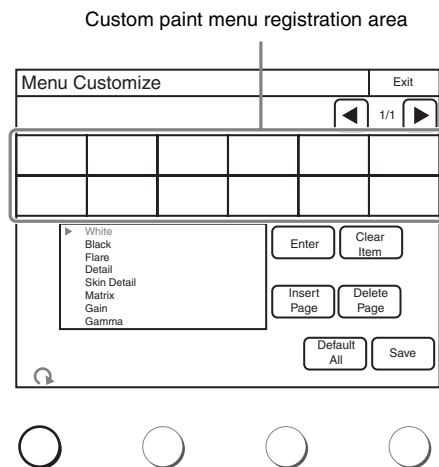 Custom paint menu registration area
Menu Customize
Exit
1/1
White
Black
Flare
Detail
Skin Detail
Matrix
Gain
Gamma
Enter
Clear
Item
Insert
Page
Delete
Page
Default
All
Save